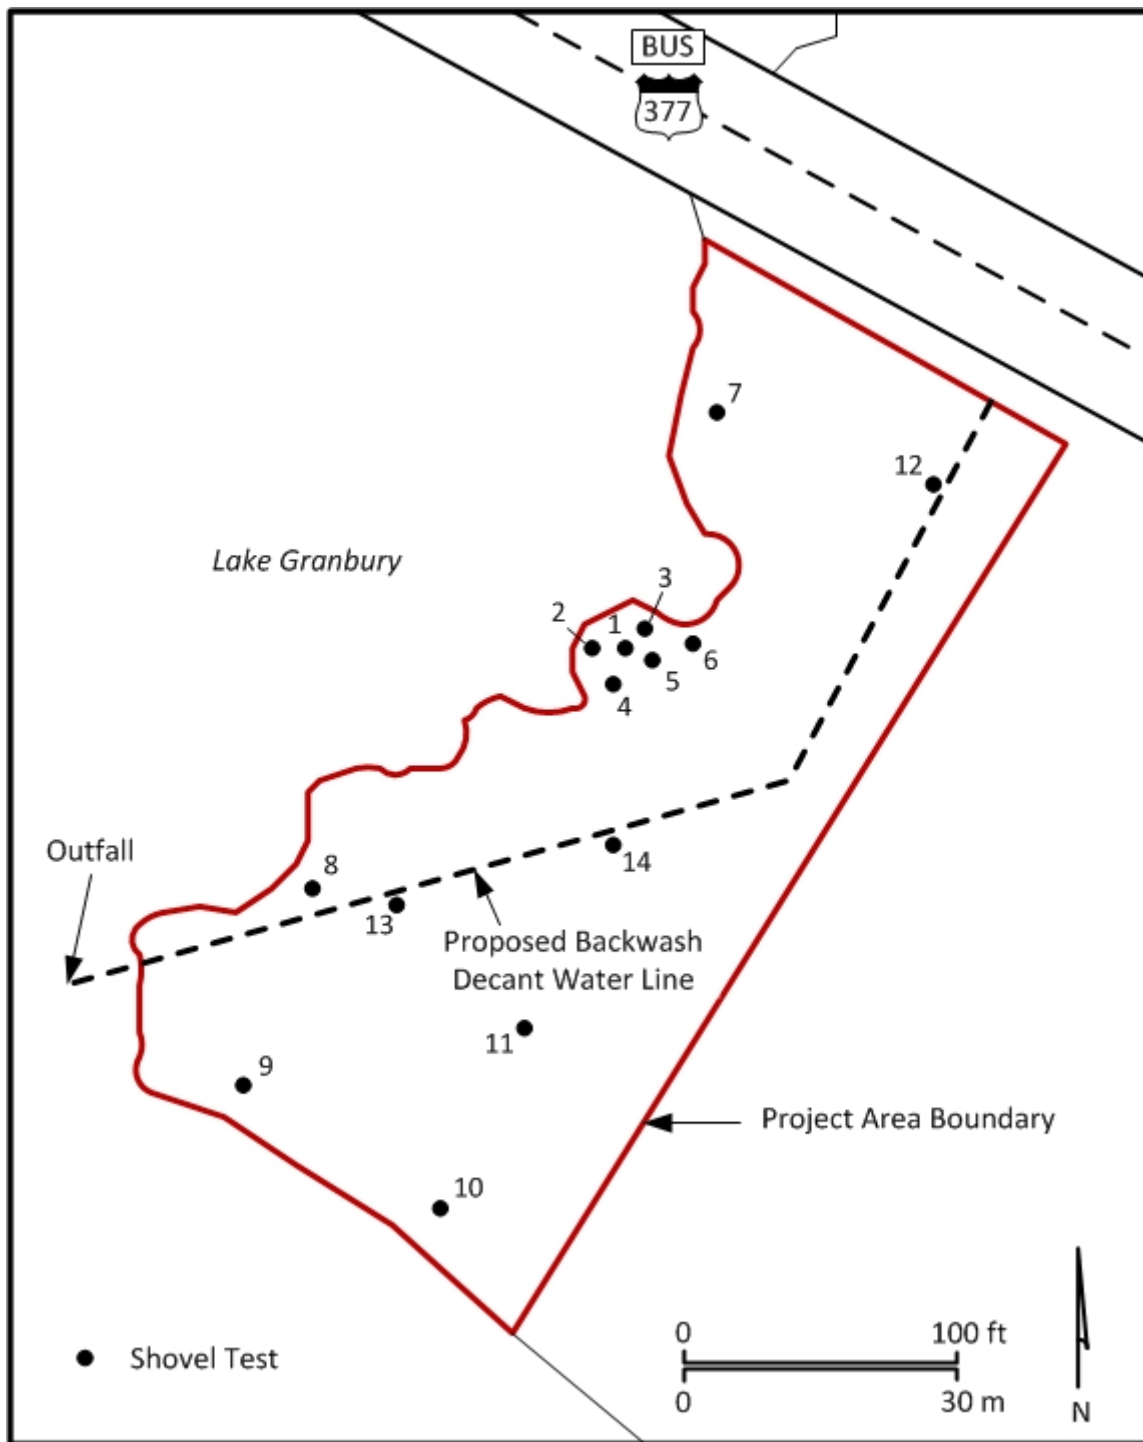 BUS
377
7
12
Lake Granbury
3
2
1
6
5
4
Outfall
8
14
13
Proposed Backwash
Decant Water Line
11
9
Project Area Boundary
10
0
100 ft
Shovel Test
0
30 m
N